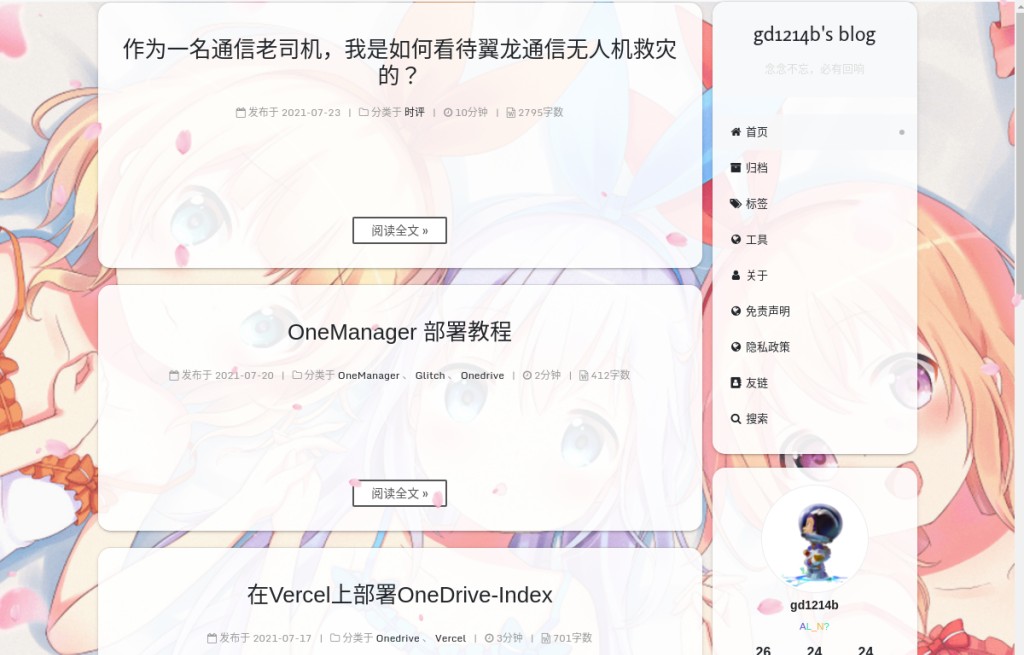 作为一名通信老司机，我是如何看待翼龙通信无人机救灾
的？
发布于 2021-07-23 | 分类于 时评 | 10分钟 | 2795字数
阅读全文 »
OneManager 部署教程
发布于 2021-07-20 | 分类于 OneManager 、 Glitch 、 Onedrive | 2分钟 | 412字数
阅读全文 »
在Vercel上部署OneDrive-Index
发布于 2021-07-17 | 分类于 Onedrive 、 Vercel | 3分钟 | 701字数
gd1214b's blog
念念不忘，必有回响
首页
归档
标签
工具
关于
免责声明
隐私政策
友链
搜索
gd1214b
AL_N?
26 24 24